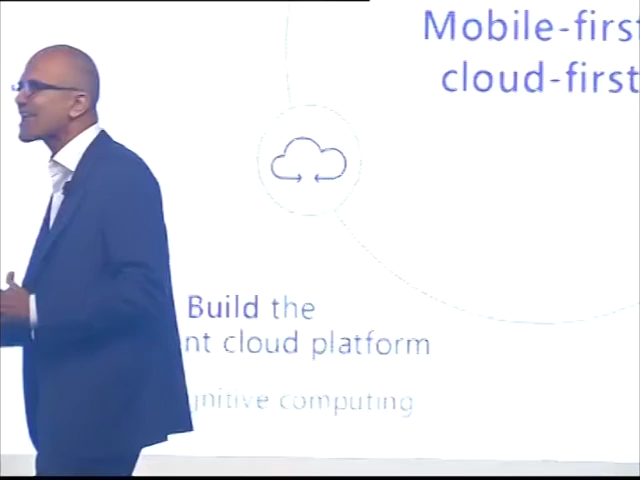 Mobile-first
cloud-first
Build the
nt cloud platform
gnitive computing